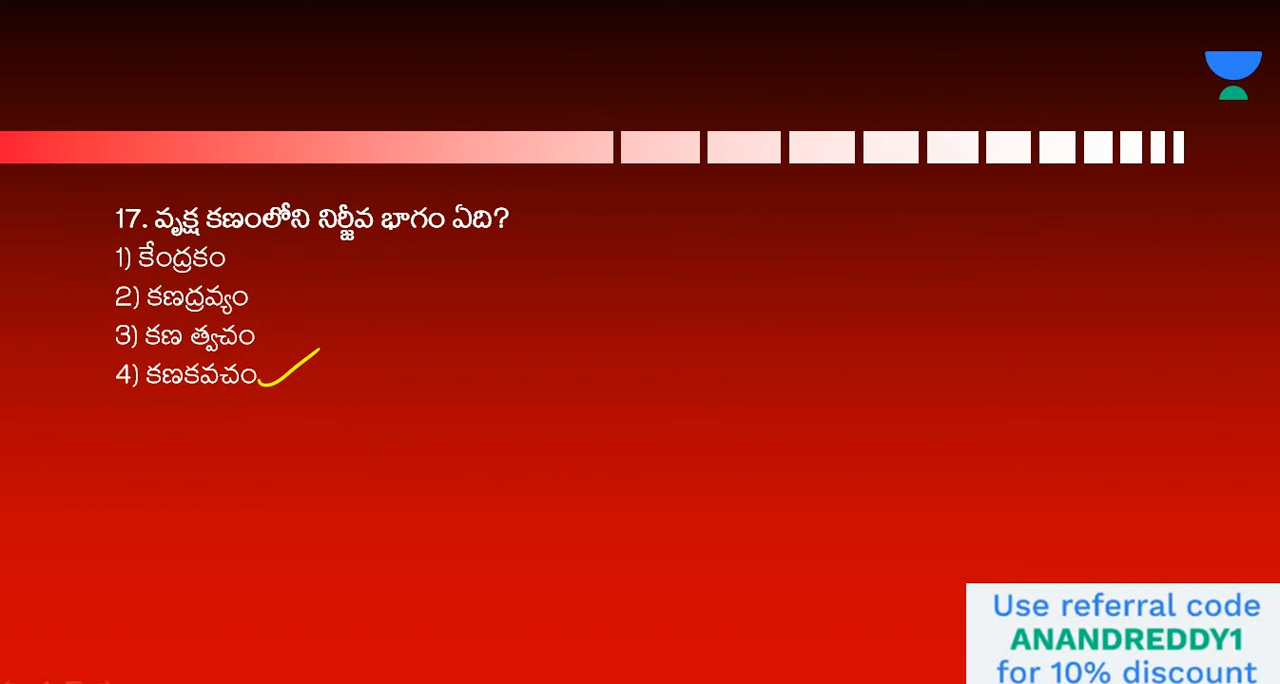 17. వృక్ష కణంలోని నిర్జీవ భాగం ఏది?
1) కేంద్రకం
2) కణద్రవ్యం
3) కణ త్వచం
4) కణకవచం
Use referral code
ANANDREDDY1
for 10% discount